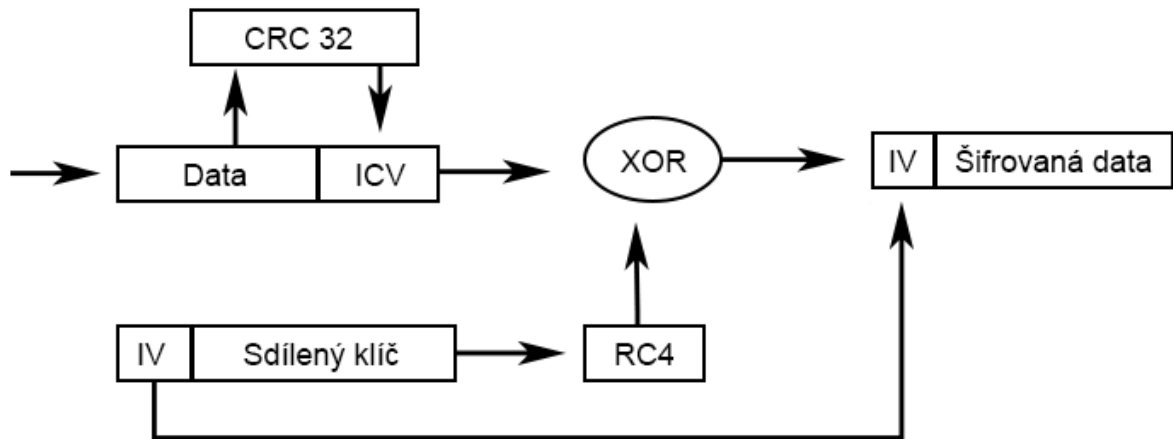 CRC 32
Data
ICV
XOR
IV
Šifrovaná data
IV
Sdílený klíč
RC4